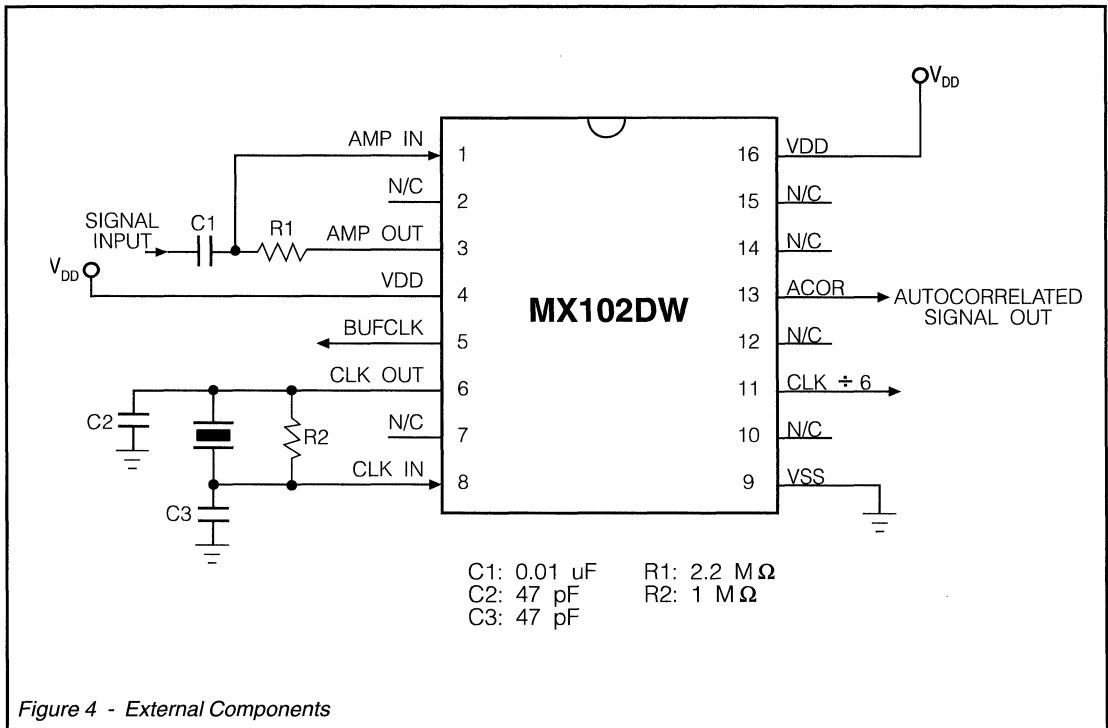 AMP IN
N/C
SIGNAL
INPUT
C1
R1
AMP OUT
VDD
VDD
BUFCLK
CLK OUT
C2
R2
N/C
CLK IN
C3
1
2
3
4
5
6
7
8
MX102DW
16
15
14
13
12
11
10
9
VDD
VDD
N/C
N/C
ACOR
AUTOCORRELATED
SIGNAL OUT
N/C
CLK ÷ 6
N/C
VSS
C1: 0.01 uF R1: 2.2 MΩ
C2: 47 pF R2: 1 MΩ
C3: 47 pF
Figure 4 - External Components